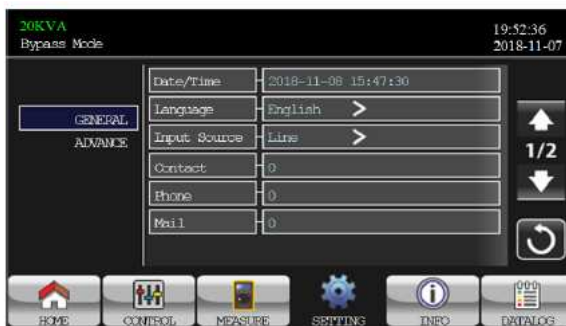 20KVA
Bypass Mode
19:52:36
2018-11-07
GENERAL
ADVANCE
Date/Time 2018-11-08 15:47:30
Language English >
Input Source Line >
Contact 0
Phone 0
Mail 0
1/2
HOME CONTROL MEASURE SETTING INFO DATALOG